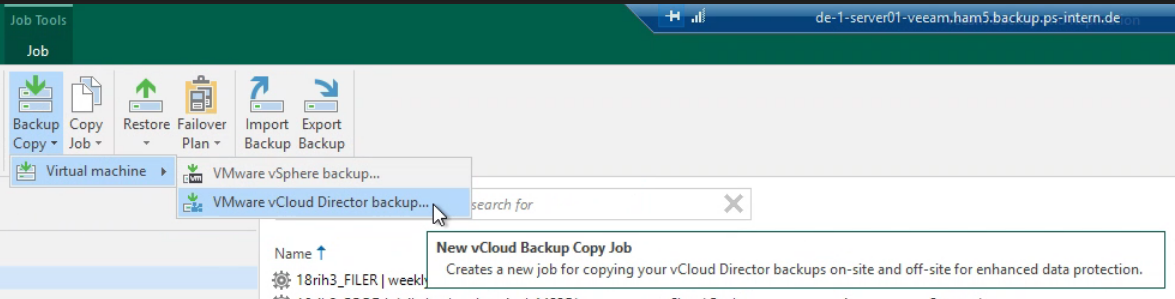 Job Tools
de-1-server01-veeam.ham5.backup.ps-intern.de
Job
Backup Copy Restore Failover Import Export
Copy Job Plan Backup Backup
Virtual machine
VMware vSphere backup...
VMware vCloud Director backup...
search for
Name
New vCloud Backup Copy Job
Creates a new job for copying your vCloud Director backups on-site and off-site for enhanced data protection.
18rih3_FILER | weekly